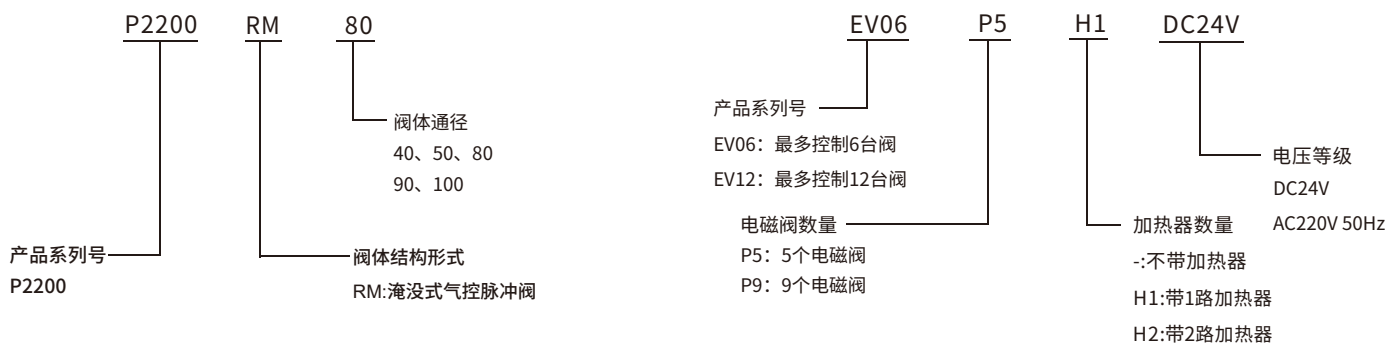 P2200 RM 80
阀体通径
40、50、80
90、100
产品系列号
P2200
阀体结构形式
RM:淹没式气控脉冲阀
EV06 P5 H1 DC24V
产品系列号
EV06：最多控制6台阀
EV12：最多控制12台阀
电磁阀数量
P5：5个电磁阀
P9：9个电磁阀
加热器数量
-:不带加热器
H1:带1路加热器
H2:带2路加热器
电压等级
DC24V
AC220V 50Hz